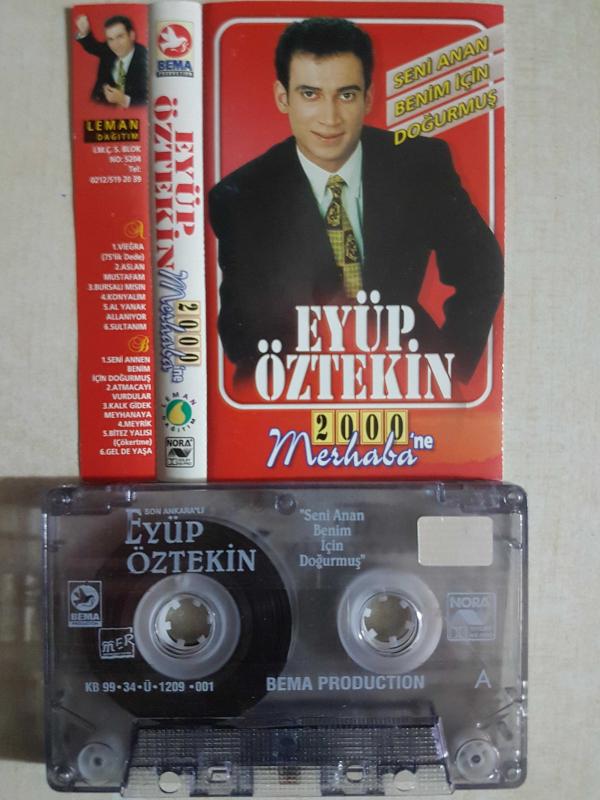 LEMAN
DAĞITIM
İ.M.Ç. 5. BLOK
NO: 5204
Tel:
0212/519 20 39
A
1.VİEĞRA
(75'lik Dede)
2.ASLAN
MUSTAFAM
3.BURSALI MISIN
4.KONYALIM
5.AL YANAK
ALLANIYOR
6.SULTANIM
B
1.SENİ ANNEN
BENİM
İÇİN DOĞURMUŞ
2.ATMACAYI
VURDULAR
3.KALK GİDEK
MEYHANAYA
4.MEYRİK
5.BİTEZ YALISI
(Çökertme)
6.GEL DE YAŞA
BEMA
PRODUCTION
EYÜP
ÖZTEKİN
2000'ne
Merhaba
LEMAN
DAĞITIM
NORA
SENİ ANAN
BENİM İÇİN
DOĞURMUŞ
EYÜP
ÖZTEKİN
2000'ne
Merhaba
SON ANKARA'LI
EYÜP
ÖZTEKİN
"Seni Anan
Benim
İçin
Doğurmuş"
BEMA
PRODUCTION
MER
NORA
KB 99•34•Ü•1209•001
BEMA PRODUCTION
A